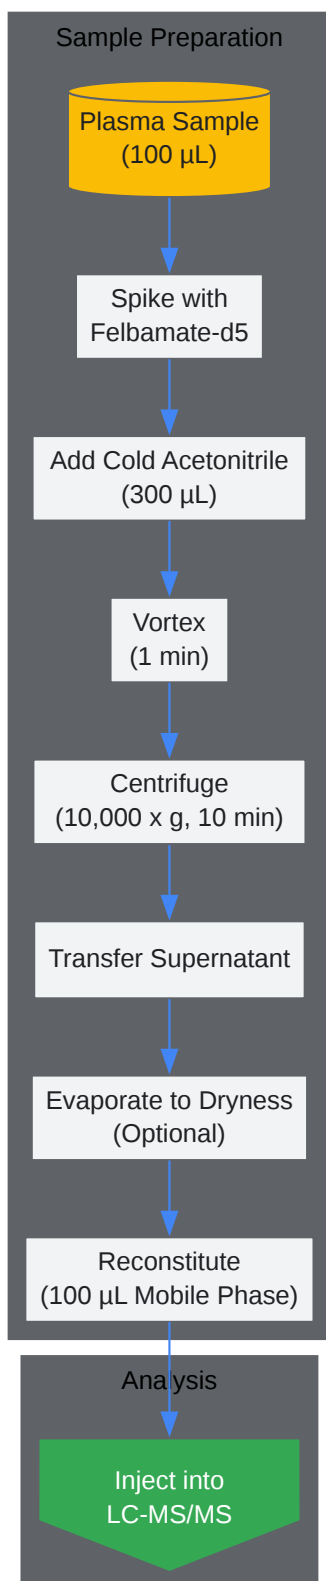 Sample Preparation
Plasma Sample
(100 µL)
Spike with
Felbamate-d5
Add Cold Acetonitrile
(300 µL)
Vortex
(1 min)
Centrifuge
(10,000 x g, 10 min)
Transfer Supernatant
Evaporate to Dryness
(Optional)
Reconstitute
(100 µL Mobile Phase)
Analysis
Inject into
LC-MS/MS